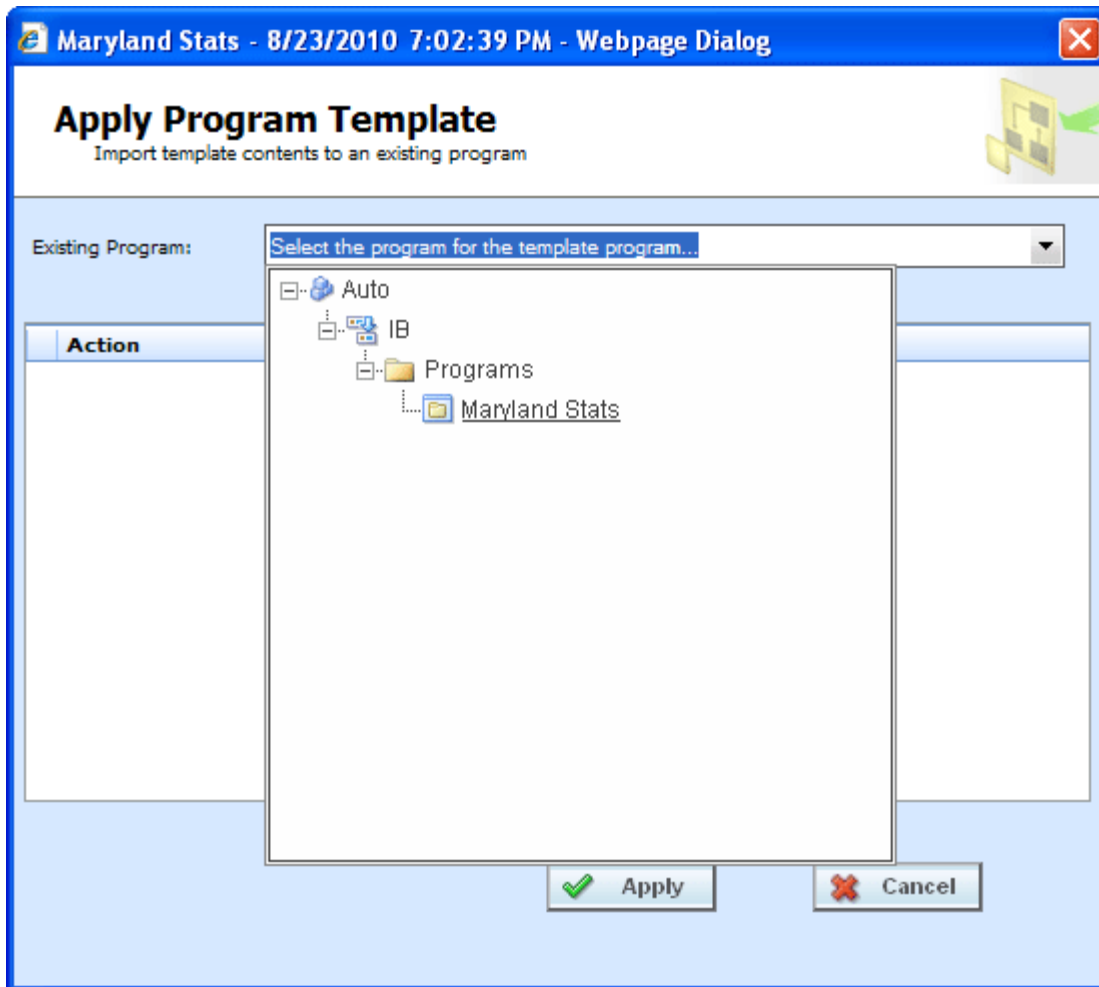 Maryland Stats - 8/23/2010 7:02:39 PM - Webpage Dialog
Apply Program Template
Import template contents to an existing program
Existing Program:
Select the program for the template program...
Auto
IB
Programs
Maryland Stats
Action
Apply
Cancel